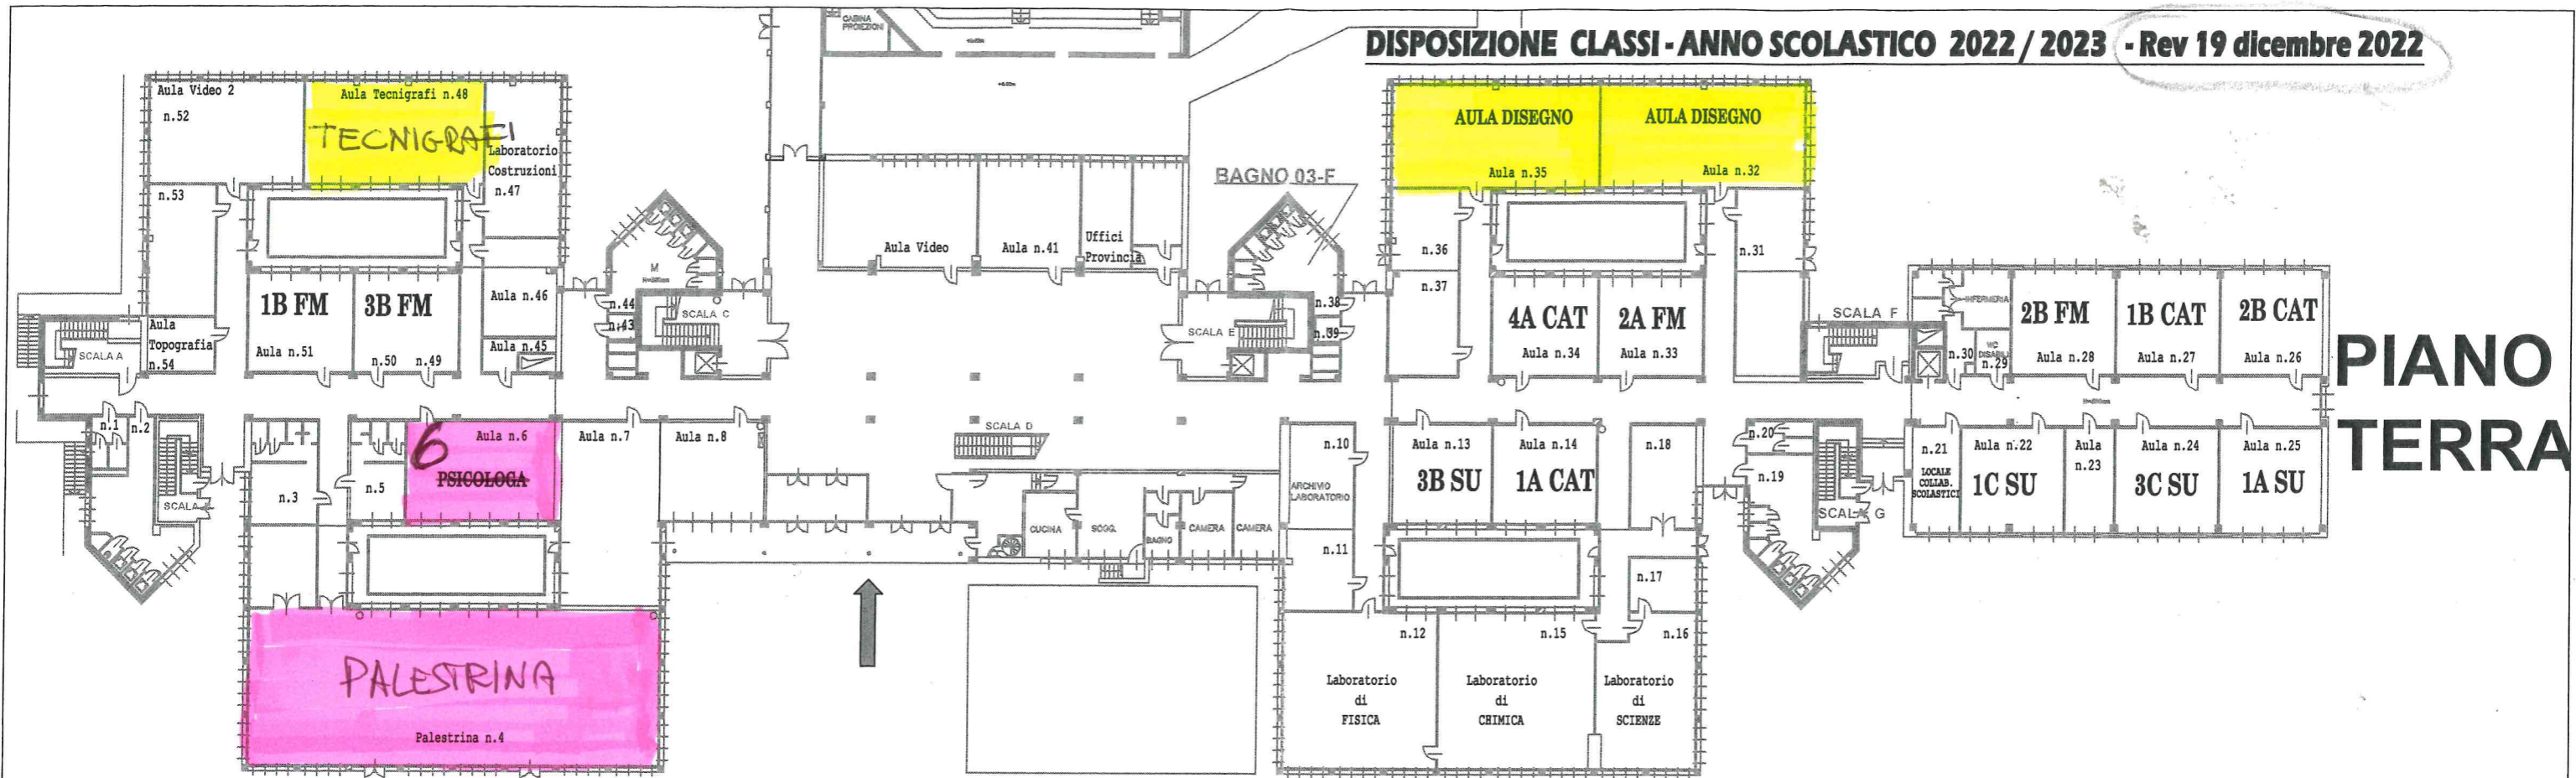 CABINA
PROIEZIONI
DISPOSIZIONE CLASSI - ANNO SCOLASTICO 2022 / 2023 - Rev 19 dicembre 2022
Aula Video 2
n.52
Aula Tecnigrafi n.48
TECNIGRAFI
Laboratorio
Costruzioni
n.47
n.53
1B FM
Aula n.51
3B FM
n.50
n.49
Aula n.46
Aula n.45
Aula
Topografia
n.54
SCALA A
M
n.44
n.43
SCALA C
Aula Video
Aula n.41
Uffici
Provincia
BAGNO 03-F
SCALA E
n.38
n.39
AULA DISEGNO
Aula n.35
AULA DISEGNO
Aula n.32
n.36
n.37
n.31
4A CAT
Aula n.34
2A FM
Aula n.33
SCALA F
INFERMERIA
WC
DISABILI
n.30
n.29
2B FM
Aula n.28
1B CAT
Aula n.27
2B CAT
Aula n.26
PIANO
TERRA
n.1
n.2
SCALA
n.3
n.5
6
Aula n.6
PSICOLOGA
Aula n.7
Aula n.8
SCALA D
CUCINA
SOGG.
BAGNO
CAMERA
CAMERA
n.10
ARCHIVIO
LABORATORIO
n.11
Aula n.13
3B SU
Aula n.14
1A CAT
n.18
n.17
n.20
n.19
SCALA G
n.21
LOCALE
COLLAB.
SCOLASTICI
Aula n.22
1C SU
Aula
n.23
Aula n.24
3C SU
Aula n.25
1A SU
PALESTRINA
Palestrina n.4
n.12
Laboratorio
di
FISICA
n.15
Laboratorio
di
CHIMICA
n.16
Laboratorio
di
SCIENZE